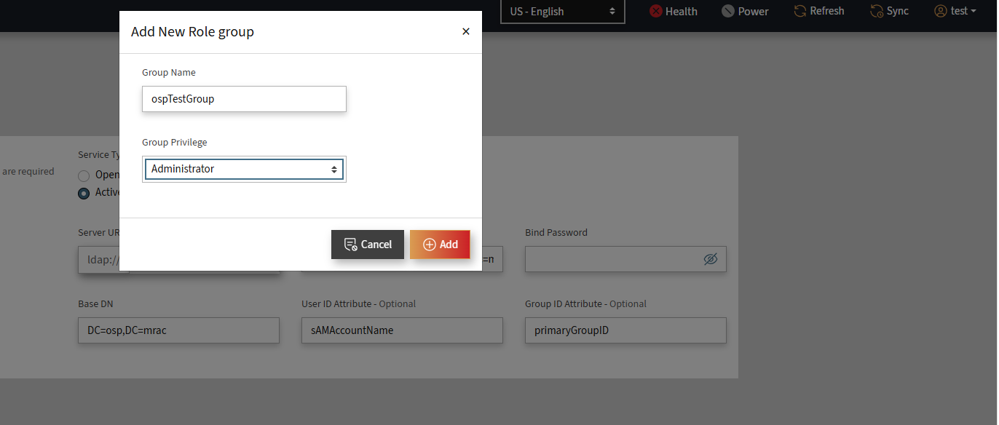 US - English
Health
Power
Refresh
Sync
test
Add New Role group
×
Group Name
ospTestGroup
Group Privilege
Administrator
Cancel
Add
are required
Service Ty
Open
Active
Server UR
Bind Password
ldap://
Base DN
User ID Attribute - Optional
Group ID Attribute - Optional
DC=osp,DC=mrac
sAMAccountName
primaryGroupID